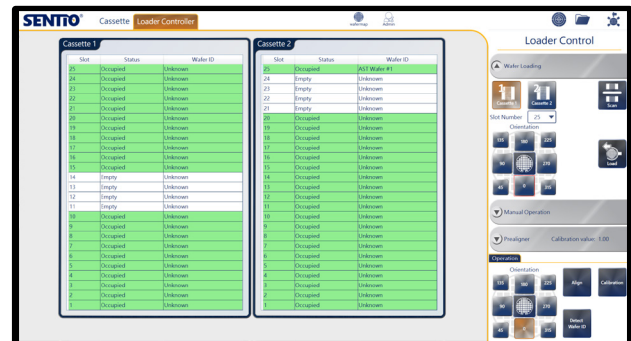 SENTIO® Cassette Loader Controller wafermap Admin
Loader Control
Cassette 1
Slot Status Wafer ID
25 Occupied Unknown
24 Occupied Unknown
23 Occupied Unknown
22 Occupied Unknown
21 Occupied Unknown
20 Occupied Unknown
19 Occupied Unknown
18 Occupied Unknown
17 Occupied Unknown
16 Occupied Unknown
15 Occupied Unknown
14 Empty Unknown
13 Empty Unknown
12 Empty Unknown
11 Empty Unknown
10 Occupied Unknown
9 Occupied Unknown
8 Occupied Unknown
7 Occupied Unknown
6 Occupied Unknown
5 Occupied Unknown
4 Occupied Unknown
3 Occupied Unknown
2 Occupied Unknown
1 Occupied Unknown
Cassette 2
Slot Status Wafer ID
25 Occupied AST Wafer #1
24 Empty Unknown
23 Empty Unknown
22 Empty Unknown
21 Empty Unknown
20 Occupied Unknown
19 Occupied Unknown
18 Occupied Unknown
17 Occupied Unknown
16 Occupied Unknown
15 Occupied Unknown
14 Occupied Unknown
13 Occupied Unknown
12 Occupied Unknown
11 Occupied Unknown
10 Occupied Unknown
9 Occupied Unknown
8 Occupied Unknown
7 Occupied Unknown
6 Occupied Unknown
5 Occupied Unknown
4 Occupied Unknown
3 Occupied Unknown
2 Occupied Unknown
1 Occupied Unknown
Wafer Loading
1 2
Cassette 1 Cassette 2 Scan
Slot Number 25
Orientation
135 180 225
90 270 Load
45 0 315
Manual Operation
Prealigner Calibration value 1.00
Operation
Orientation
135 180 225 Align Calibration
90 270
Detect
Wafer ID
45 315